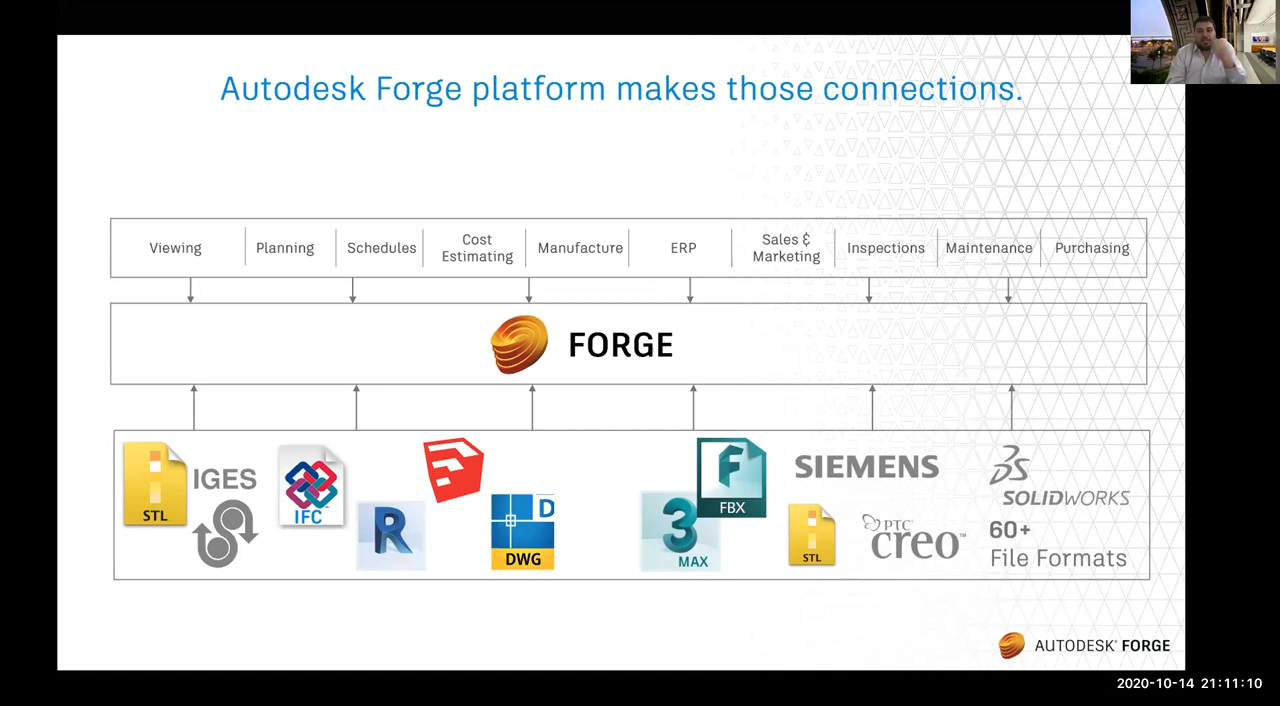 Autodesk Forge platform makes those connections.
Viewing
Planning
Schedules
Cost
Estimating
Manufacture
ERP
Sales &
Marketing
Inspections
Maintenance
Purchasing
FORGE
STL
IGES
IFC
R
D
DWG
3
MAX
F
FBX
SIEMENS
STL
PTC®
creo™
SOLIDWORKS
60+
File Formats
AUTODESK® FORGE
2020-10-14 21:11:10